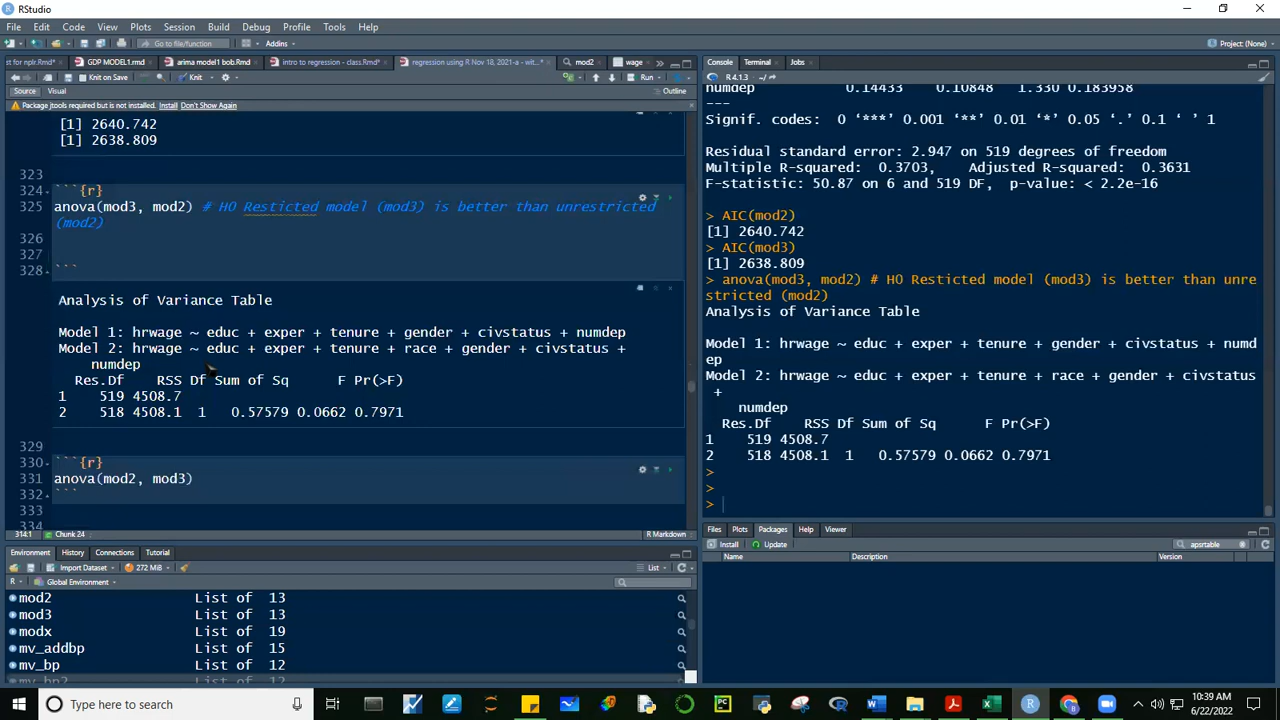 RStudio
File Edit Code View Plots Session Build Debug Profile Tools Help
Go to file/function Addins Project: (None)
st for nplr.Rmd* GDP MODEL1.md arima model1 bob.Rmd intro to regression - class.Rmd* regression using R Nov 18, 2021-a - wit...* mod2 wage
Knit on Save Knit Run
Source Visual Outline
Package jtools required but is not installed. Install Don't Show Again
[1] 2640.742
[1] 2638.809
323
324 ```{r}
325 anova(mod3, mod2) # HO Resticted model (mod3) is better than unrestricted
(mod2)
326
327
328 ```
Analysis of Variance Table
Model 1: hrwage ~ educ + exper + tenure + gender + civstatus + numdep
Model 2: hrwage ~ educ + exper + tenure + race + gender + civstatus +
numdep
Res.Df RSS Df Sum of Sq F Pr(>F)
1 519 4508.7
2 518 4508.1 1 0.57579 0.0662 0.7971
329
330 ```{r}
331 anova(mod2, mod3)
332 ```
333
334
314:1 Chunk 24 R Markdown
Console Terminal Jobs
R 4.1.3 · ~/
numdep 0.14433 0.10848 1.330 0.183958
---
Signif. codes: 0 ‘***’ 0.001 ‘**’ 0.01 ‘*’ 0.05 ‘.’ 0.1 ‘ ’ 1
Residual standard error: 2.947 on 519 degrees of freedom
Multiple R-squared: 0.3703, Adjusted R-squared: 0.3631
F-statistic: 50.87 on 6 and 519 DF, p-value: < 2.2e-16
> AIC(mod2)
[1] 2640.742
> AIC(mod3)
[1] 2638.809
> anova(mod3, mod2) # HO Resticted model (mod3) is better than unre
stricted (mod2)
Analysis of Variance Table
Model 1: hrwage ~ educ + exper + tenure + gender + civstatus + numd
ep
Model 2: hrwage ~ educ + exper + tenure + race + gender + civstatus
+
numdep
Res.Df RSS Df Sum of Sq F Pr(>F)
1 519 4508.7
2 518 4508.1 1 0.57579 0.0662 0.7971
>
>
>
Environment History Connections Tutorial
Import Dataset 272 MiB List
R Global Environment
mod2 List of 13
mod3 List of 13
modx List of 19
mv_addbp List of 15
mv_bp List of 12
mv_bp2 List of 12
Files Plots Packages Help Viewer
Install Update apsrtable
Name Description Version
Type here to search
10:39 AM
6/22/2022